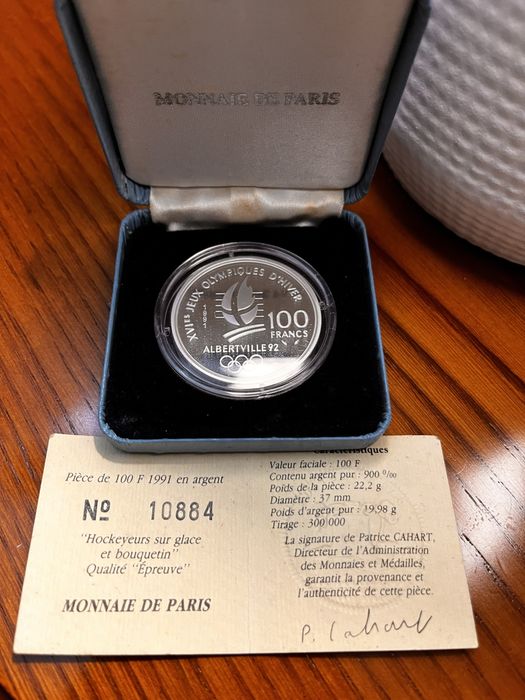 MONNAIE DE PARIS
XVIes JEUX OLYMPIQUES D'HIVER
1991
100
FRANCS
ALBERTVILLE 92
Pièce de 100 F 1991 en argent
Nº 10884
"Hockeyeurs sur glace
et bouquetin"
Qualité "Épreuve"
MONNAIE DE PARIS
Caractéristiques
Valeur faciale : 100 F
Contenu argent pur : 900 0/00
Poids de la pièce : 22,2 g
Diamètre : 37 mm
Poids d'argent pur : 19,98 g
Tirage : 300 000
La signature de Patrice CAHART,
Directeur de l'Administration
des Monnaies et Médailles,
garantit la provenance et
l'authenticité de cette pièce.
P. Cahart